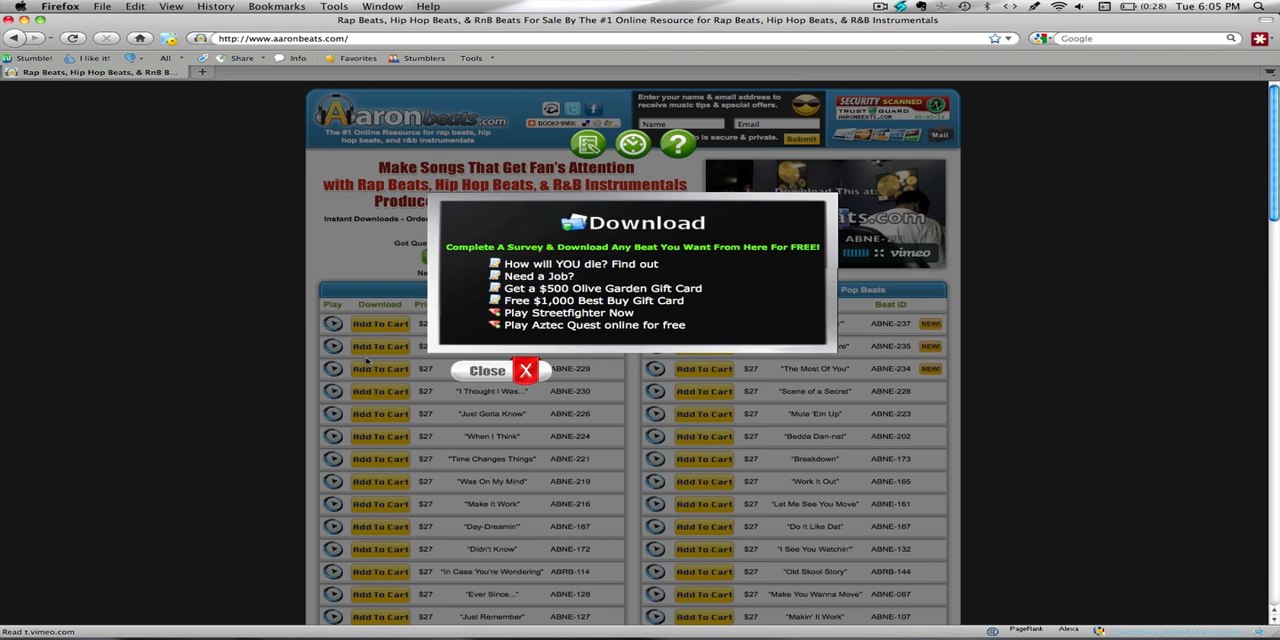 Firefox File Edit View History Bookmarks Tools Window Help (0:28) Tue 6:05 PM
Rap Beats, Hip Hop Beats, & RnB Beats For Sale By The #1 Online Resource for Rap Beats, Hip Hop Beats, & R&B Instrumentals
http://www.aaronbeats.com/ Google
Stumble! I like it! All Share Info Favorites Stumblers Tools
Rap Beats, Hip Hop Beats, & RnB B...
Aaronbeats.com
The #1 Online Resource for rap beats, hip
hop beats, and r&b instrumentals
BOOKMARK
Enter your name & email address to
receive music tips & special offers.
Name Email
is secure & private. Submit
SECURITY SCANNED
TRUST GUARD
AARONBEATS.COM
Mail
Make Songs That Get Fan's Attention
with Rap Beats, Hip Hop Beats, & R&B Instrumentals
Download This at:
ABNE-
vimeo
Download
Complete A Survey & Download Any Beat You Want From Here For FREE!
How will YOU die? Find out
Need a Job?
Get a $500 Olive Garden Gift Card
Free $1,000 Best Buy Gift Card
Play Streetfighter Now
Play Aztec Quest online for free
Close X
Pop Beats
Play Download Beat ID
Add To Cart ABNE-237 NEW!
Add To Cart ABNE-235 NEW!
Add To Cart ABNE-229 Add To Cart $27 "The Most Of You" ABNE-234 NEW!
Add To Cart $27 "I Thought I Was..." ABNE-230 Add To Cart $27 "Scene of a Secret" ABNE-228
Add To Cart $27 "Just Gotta Know" ABNE-226 Add To Cart $27 "Mute 'Em Up" ABNE-223
Add To Cart $27 "When I Think" ABNE-224 Add To Cart $27 "Bedda Dan-nat" ABNE-202
Add To Cart $27 "Time Changes Things" ABNE-221 Add To Cart $27 "Breakdown" ABNE-173
Add To Cart $27 "Was On My Mind" ABNE-219 Add To Cart $27 "Work It Out" ABNE-165
Add To Cart $27 "Make It Work" ABNE-216 Add To Cart $27 "Let Me See You Move" ABNE-161
Add To Cart $27 "Day-Dreamin'" ABNE-187 Add To Cart $27 "Do It Like Dat" ABNE-167
Add To Cart $27 "Didn't Know" ABNE-172 Add To Cart $27 "I See You Watchin'" ABNE-132
Add To Cart $27 "In Case You're Wondering" ABRB-114 Add To Cart $27 "Old Skool Story" ABRB-144
Add To Cart $27 "Ever Since..." ABNE-128 Add To Cart $27 "Make You Wanna Move" ABNE-087
Add To Cart $27 "Just Remember" ABNE-127 Add To Cart $27 "Makin' It Work" ABNE-107
Read t.vimeo.com PageRank Alexa